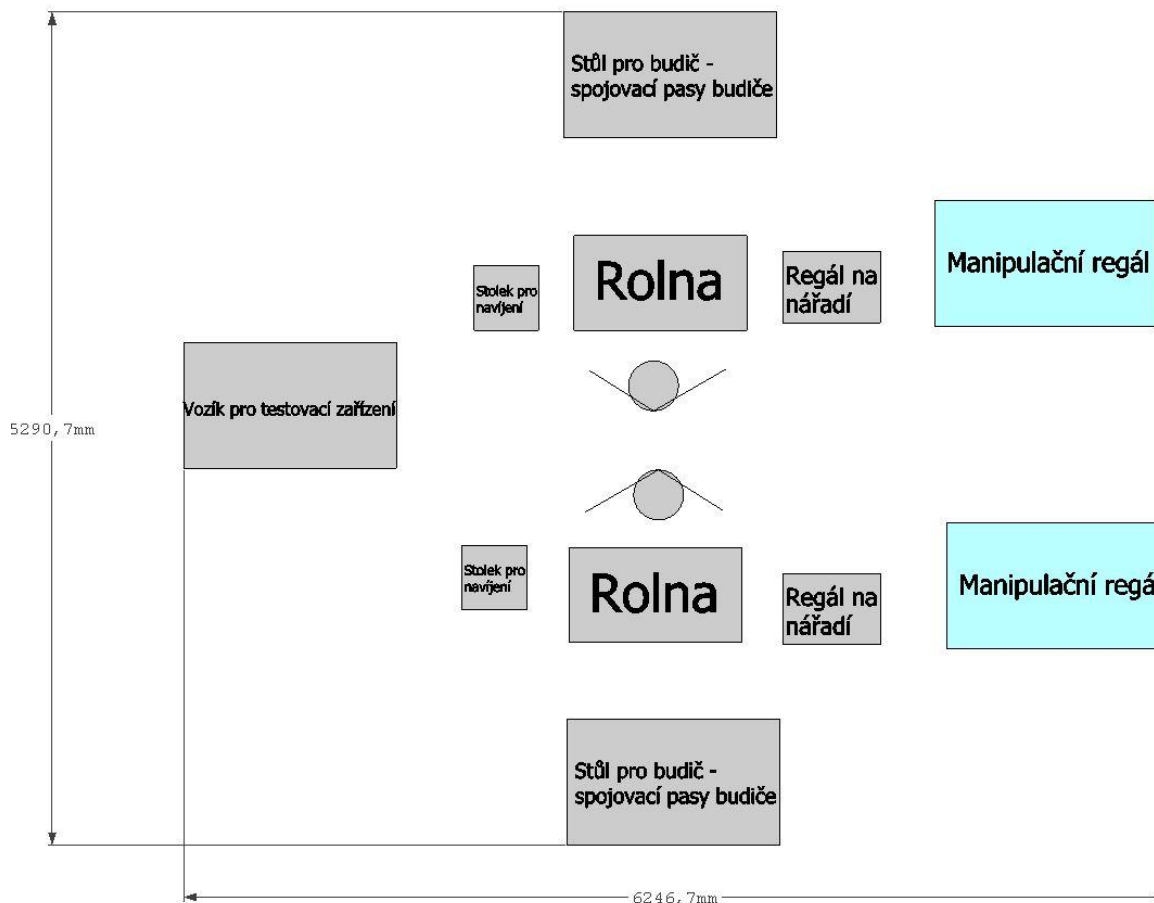 Stůl pro budič -
spojovací pasy budiče
Manipulační regál
Rolna
Regál na
nářadí
Stolek pro
navíjení
Vozík pro testovací zařízení
5290,7mm
Stolek pro
navíjení
Rolna
Regál na
nářadí
Manipulační regá
Stůl pro budič -
spojovací pasy budiče
6246,7mm